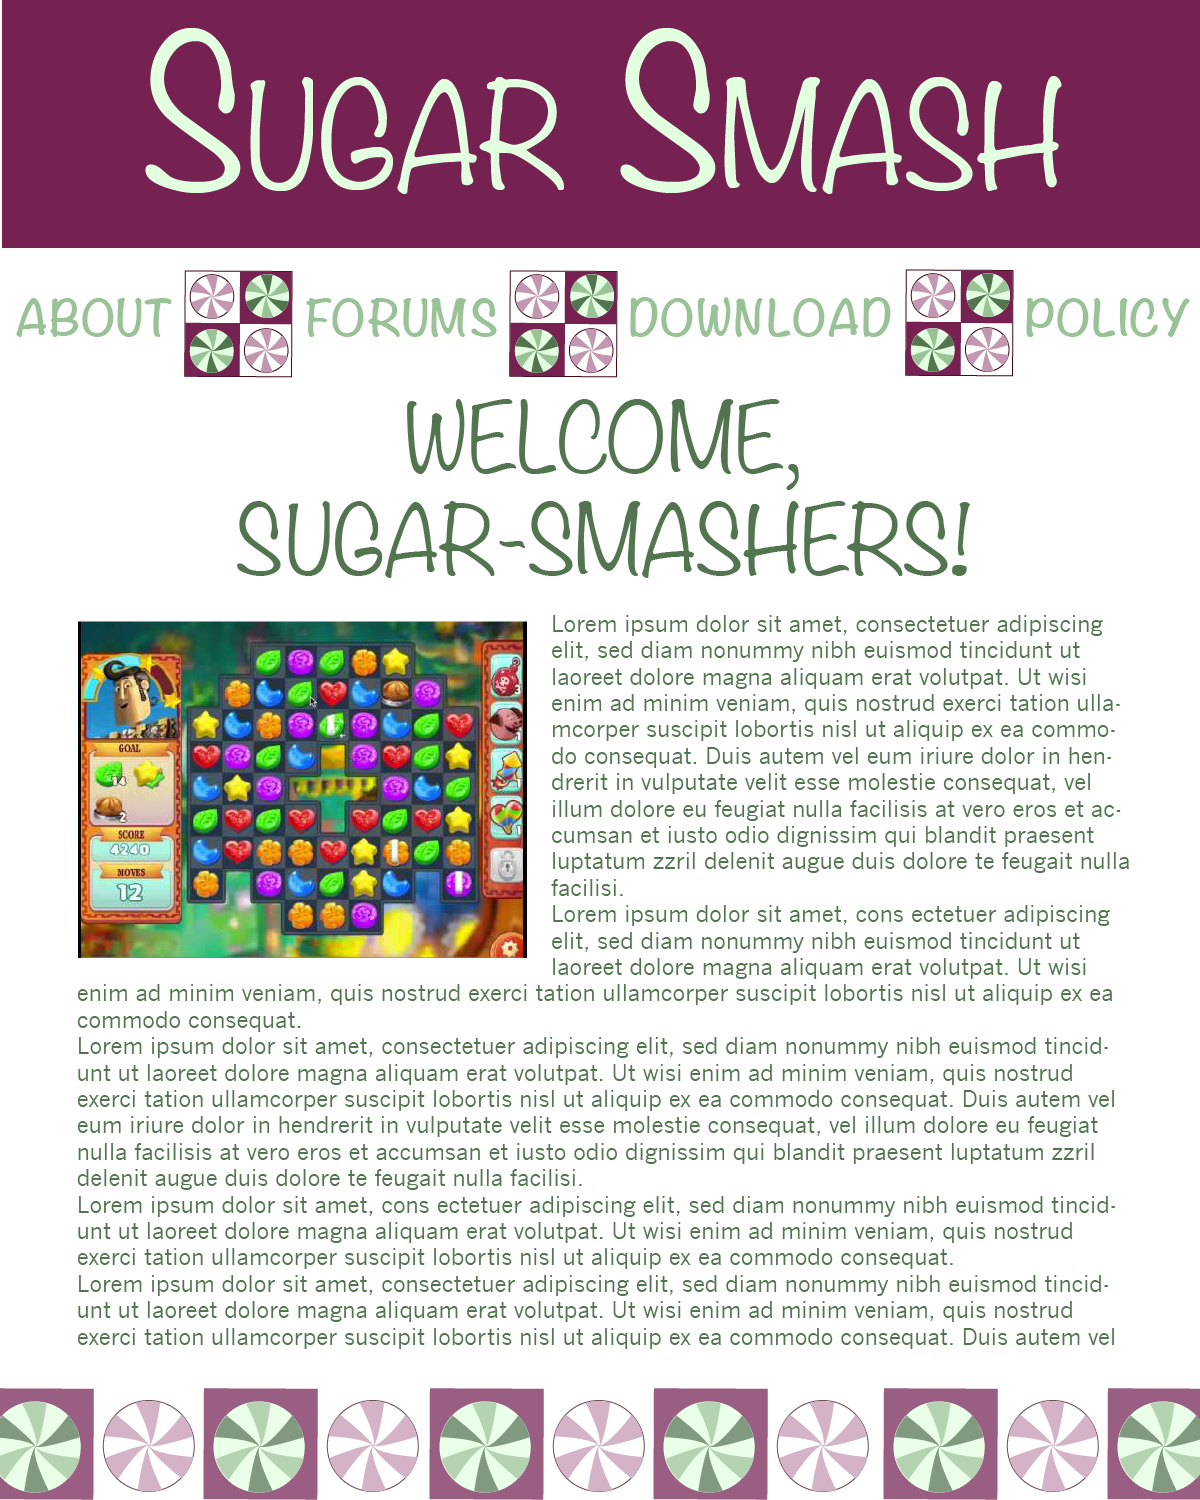 SUGAR SMASH
ABOUT FORUMS DOWNLOAD POLICY
WELCOME,
SUGAR-SMASHERS!
GOAL
14
2
SCORE
4240
MOVES
12
3
1
Lorem ipsum dolor sit amet, consectetuer adipiscing
elit, sed diam nonummy nibh euismod tincidunt ut
laoreet dolore magna aliquam erat volutpat. Ut wisi
enim ad minim veniam, quis nostrud exerci tation ulla-
mcorper suscipit lobortis nisl ut aliquip ex ea commo-
do consequat. Duis autem vel eum iriure dolor in hen-
drerit in vulputate velit esse molestie consequat, vel
illum dolore eu feugiat nulla facilisis at vero eros et ac-
cumsan et iusto odio dignissim qui blandit praesent
luptatum zzril delenit augue duis dolore te feugait nulla
facilisi.
Lorem ipsum dolor sit amet, cons ectetuer adipiscing
elit, sed diam nonummy nibh euismod tincidunt ut
laoreet dolore magna aliquam erat volutpat. Ut wisi
enim ad minim veniam, quis nostrud exerci tation ullamcorper suscipit lobortis nisl ut aliquip ex ea
commodo consequat.
Lorem ipsum dolor sit amet, consectetuer adipiscing elit, sed diam nonummy nibh euismod tincid-
unt ut laoreet dolore magna aliquam erat volutpat. Ut wisi enim ad minim veniam, quis nostrud
exerci tation ullamcorper suscipit lobortis nisl ut aliquip ex ea commodo consequat. Duis autem vel
eum iriure dolor in hendrerit in vulputate velit esse molestie consequat, vel illum dolore eu feugiat
nulla facilisis at vero eros et accumsan et iusto odio dignissim qui blandit praesent luptatum zzril
delenit augue duis dolore te feugait nulla facilisi.
Lorem ipsum dolor sit amet, cons ectetuer adipiscing elit, sed diam nonummy nibh euismod tincid-
unt ut laoreet dolore magna aliquam erat volutpat. Ut wisi enim ad minim veniam, quis nostrud
exerci tation ullamcorper suscipit lobortis nisl ut aliquip ex ea commodo consequat.
Lorem ipsum dolor sit amet, consectetuer adipiscing elit, sed diam nonummy nibh euismod tincid-
unt ut laoreet dolore magna aliquam erat volutpat. Ut wisi enim ad minim veniam, quis nostrud
exerci tation ullamcorper suscipit lobortis nisl ut aliquip ex ea commodo consequat. Duis autem vel